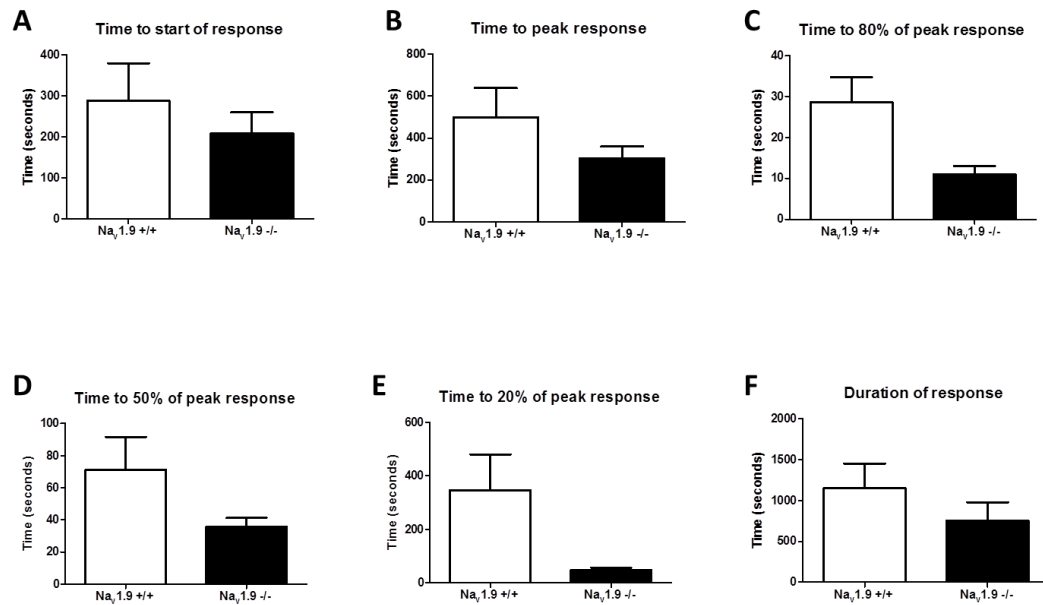 A
Time to start of response
Time (seconds)
400
300
200
100
0
Naᵥ1.9 +/+
Naᵥ1.9 -/-
B
Time to peak response
Time (seconds)
800
600
400
200
0
Naᵥ1.9 +/+
Naᵥ1.9 -/-
C
Time to 80% of peak response
Time (seconds)
40
30
20
10
0
Naᵥ1.9 +/+
Naᵥ1.9 -/-
D
Time to 50% of peak response
Time (seconds)
100
80
60
40
20
0
Naᵥ1.9 +/+
Naᵥ1.9 -/-
E
Time to 20% of peak response
Time (seconds)
600
400
200
0
Naᵥ1.9 +/+
Naᵥ1.9 -/-
F
Duration of response
Time (seconds)
2000
1500
1000
500
0
Naᵥ1.9 +/+
Naᵥ1.9 -/-